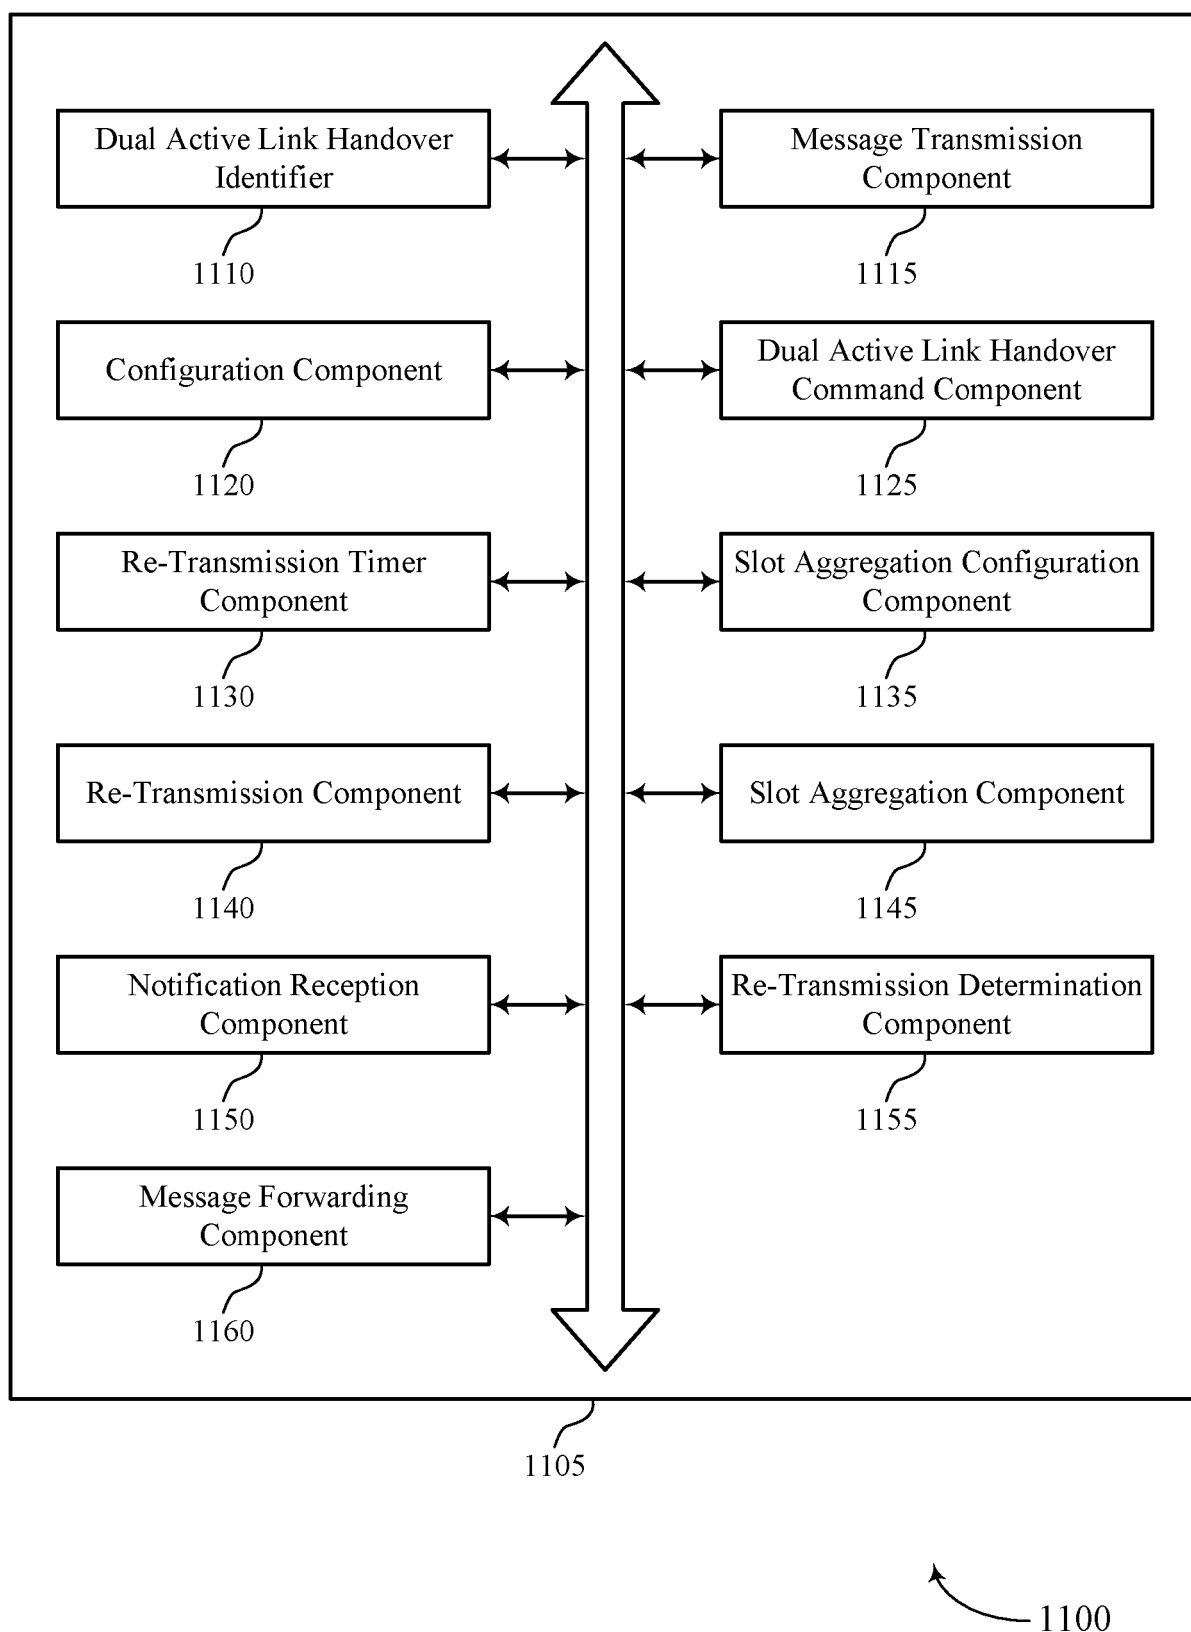 Dual Active Link Handover
Identifier
1110
Message Transmission
Component
1115
Configuration Component
1120
Dual Active Link Handover
Command Component
1125
Re-Transmission Timer
Component
1130
Slot Aggregation Configuration
Component
1135
Re-Transmission Component
1140
Slot Aggregation Component
1145
Notification Reception
Component
1150
Re-Transmission Determination
Component
1155
Message Forwarding
Component
1160
1105
1100